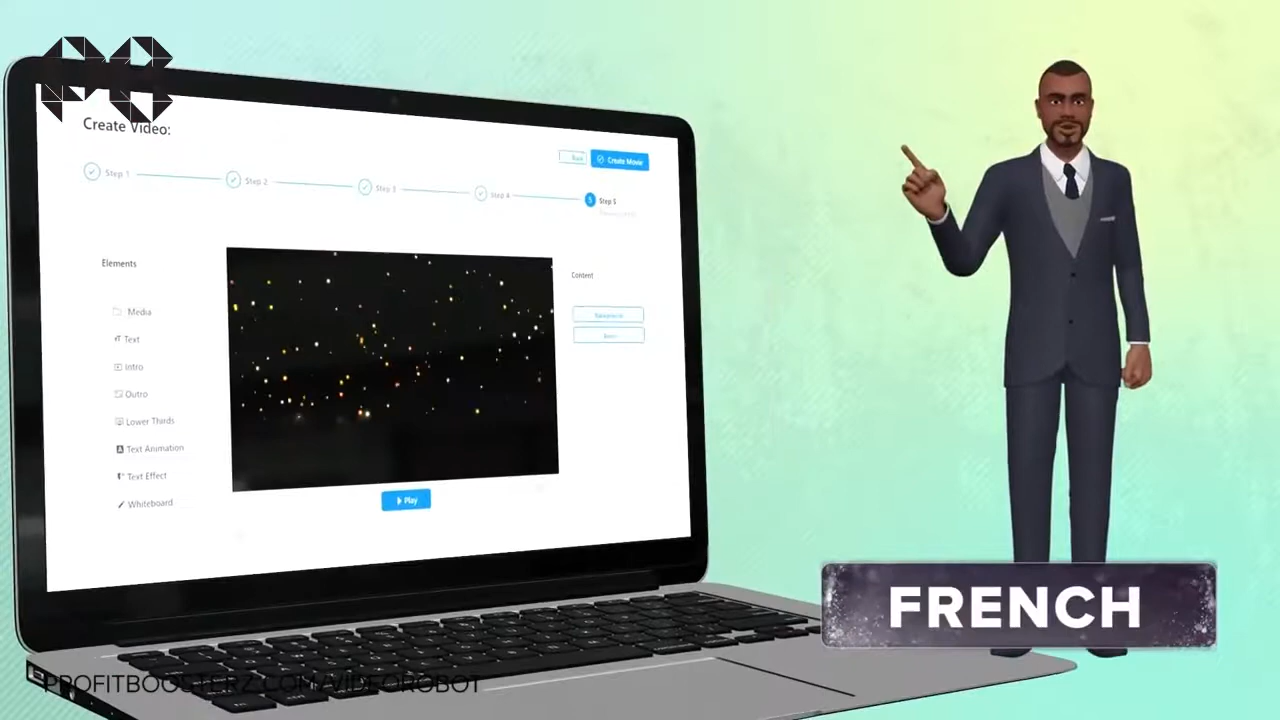 Create Video:
Back
Create Movie
Step 1
Step 2
Step 3
Step 4
5
Step 5
Elements
Content
Media
Text
Intro
Outro
Lower Thirds
Text Animation
Text Effect
Whiteboard
Play
FRENCH
PROFITBOOSTERZ.COM/VIDEOROBOT